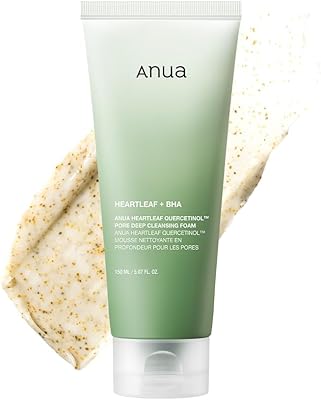 Anua
HEARTLEAF + BHA
ANUA HEARTLEAF QUERCETINOL™
PORE DEEP CLEANSING FOAM
ANUA HEARTLEAF QUERCETINOL™
MOUSSE NETTOYANTE EN
PROFONDEUR POUR LES PORES
150 ML / 5.07 FL. OZ.